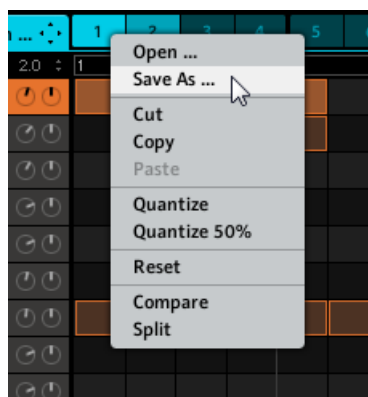 ... 1 2 3 4 5
2.0 1
Open ...
Save As ...
Cut
Copy
Paste
Quantize
Quantize 50%
Reset
Compare
Split